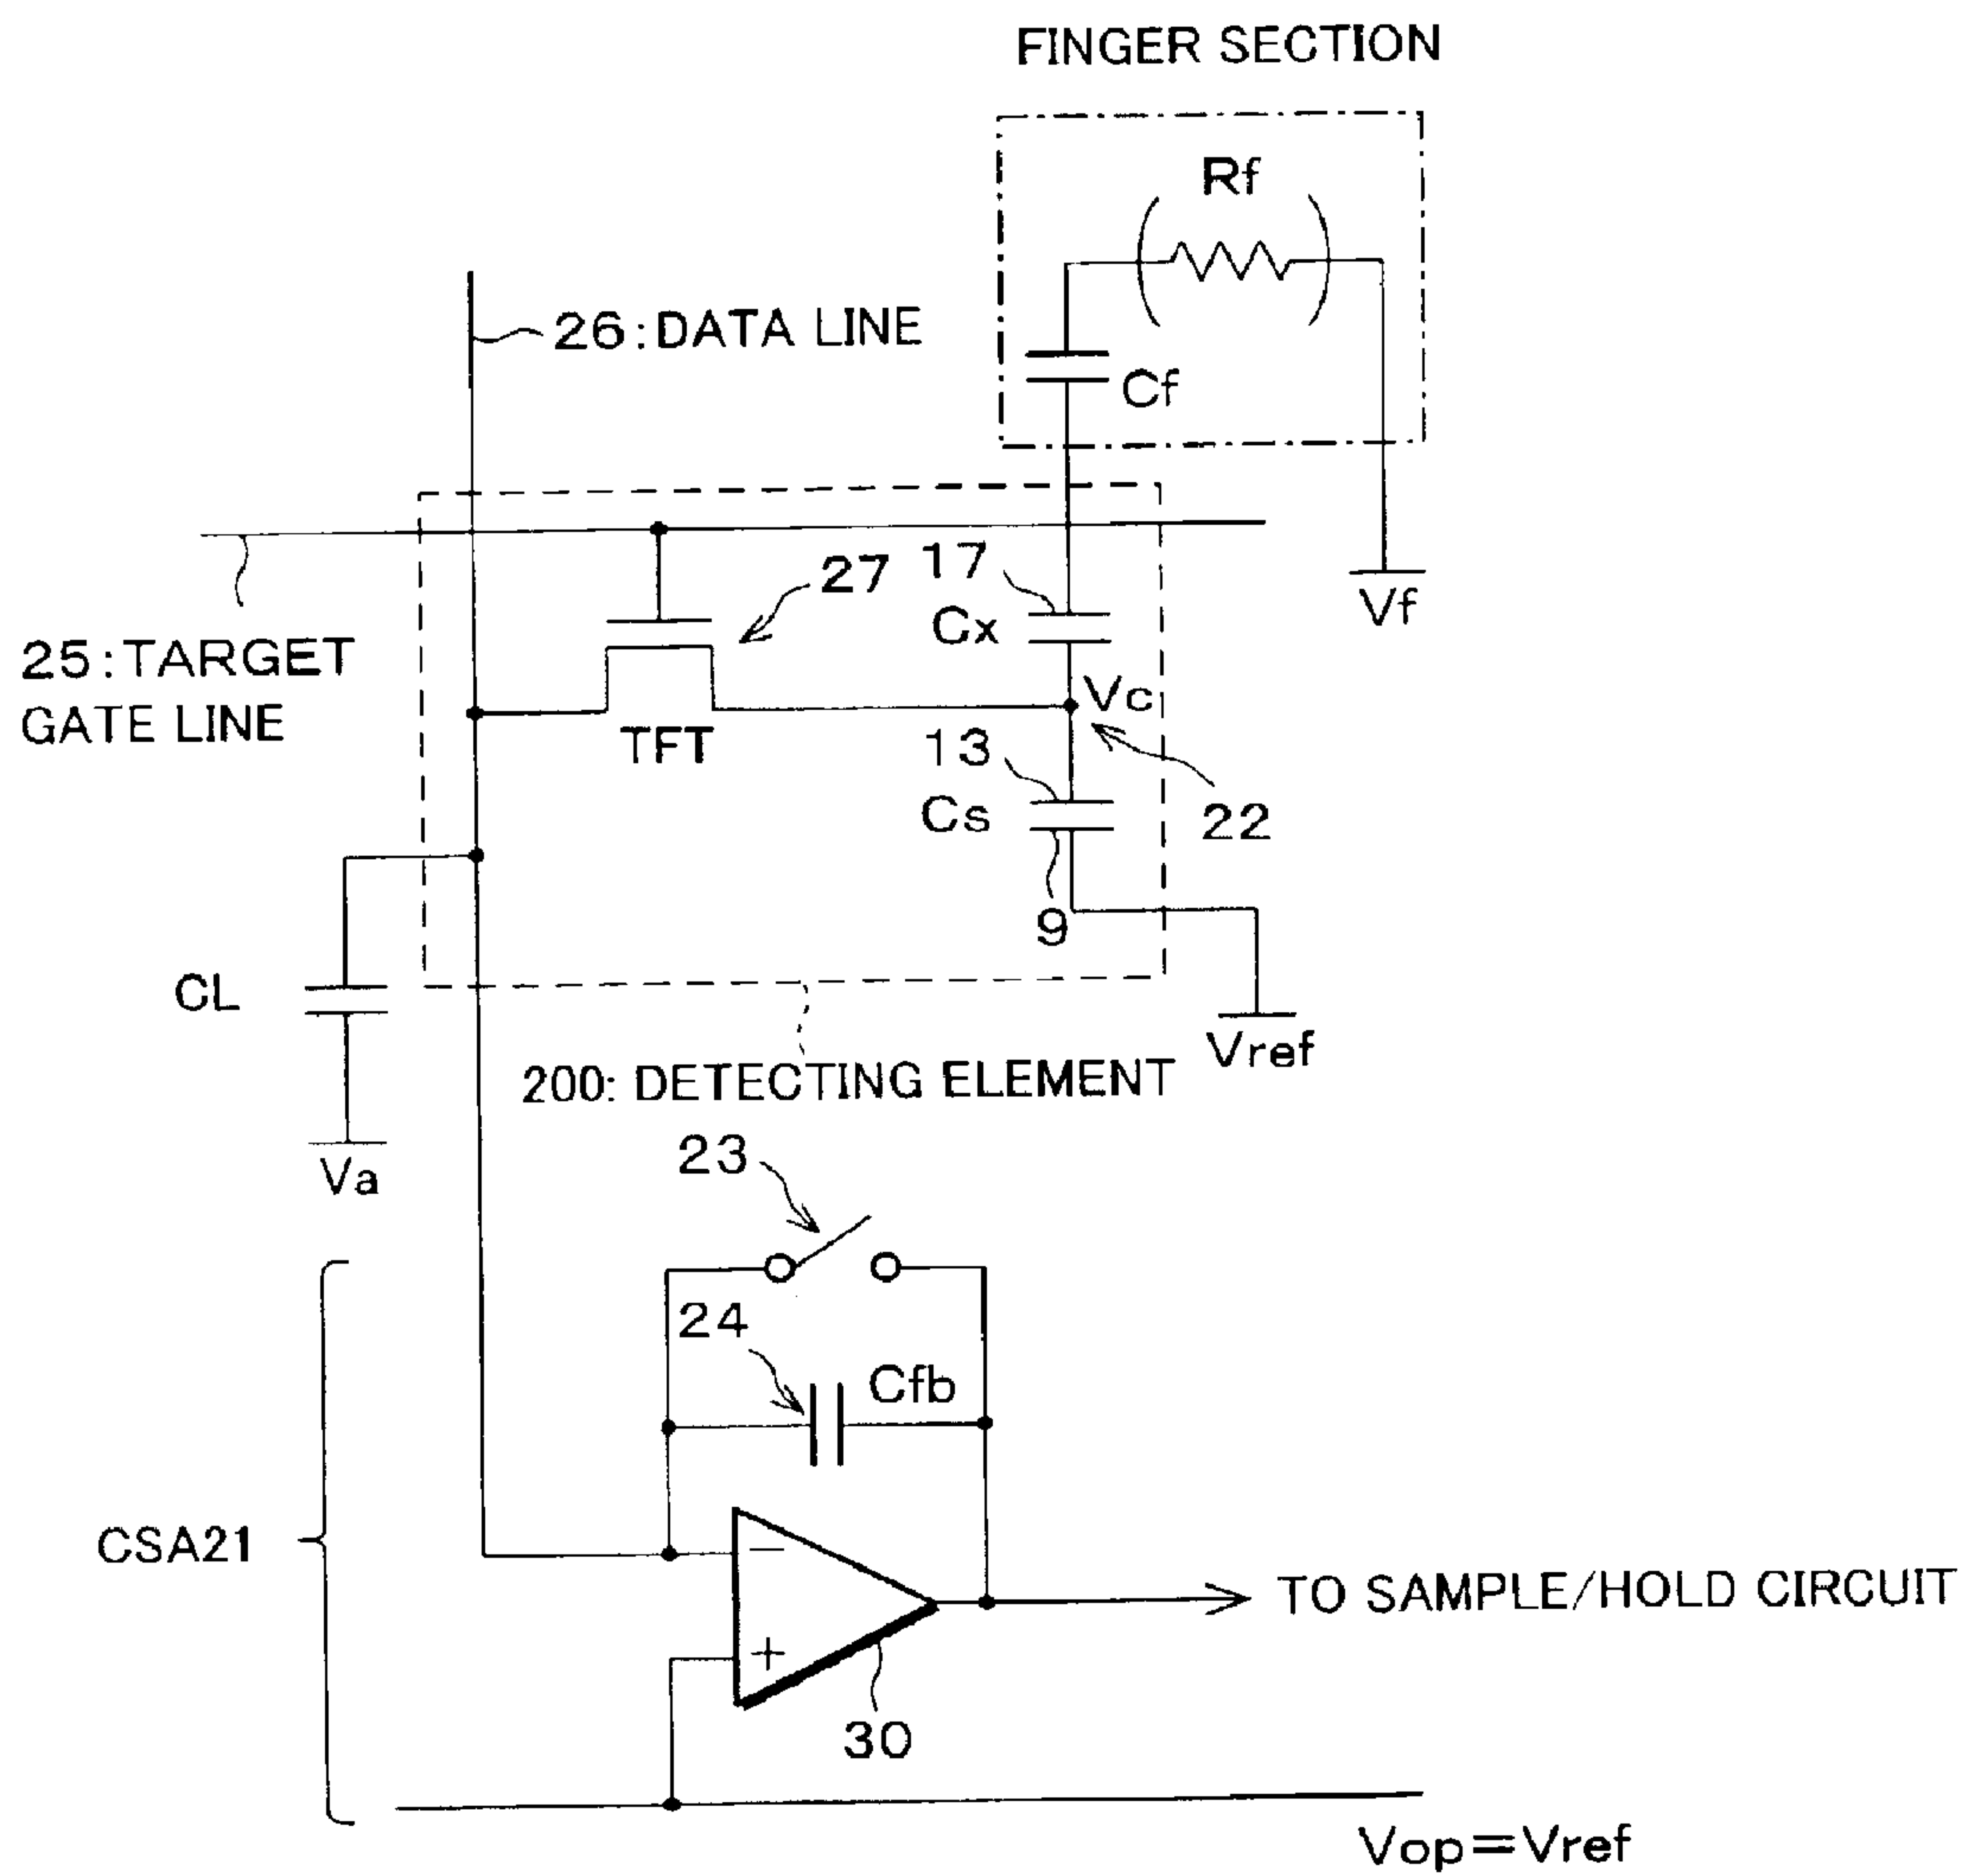 FINGER SECTION
Rf
26:DATA LINE
Cf
27
17
Cx
Vf
25:TARGET
GATE LINE
Vc
TFT
13
Cs
22
9
CL
Vref
200: DETECTING ELEMENT
Va
23
24
Cfb
CSA21
−
TO SAMPLE/HOLD CIRCUIT
+
30
Vop=Vref